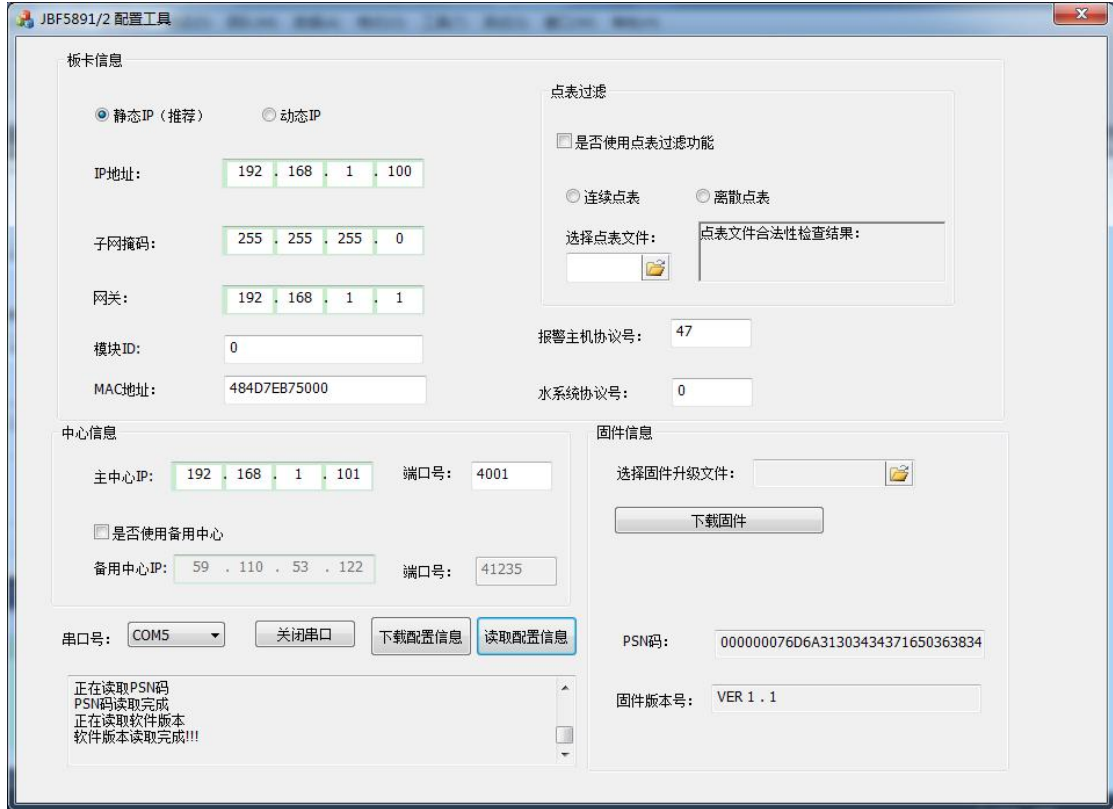 JBF5891/2 配置工具
板卡信息
静态IP（推荐）
动态IP
IP地址：
192 . 168 . 1 . 100
子网掩码：
255 . 255 . 255 . 0
网关：
192 . 168 . 1 . 1
模块ID:
0
MAC地址：
484D7EB75000
点表过滤
是否使用点表过滤功能
连续点表
离散点表
选择点表文件：
点表文件合法性检查结果：
报警主机协议号：
47
水系统协议号：
0
中心信息
主中心IP:
192 . 168 . 1 . 101
端口号：
4001
是否使用备用中心
备用中心IP:
59 . 110 . 53 . 122
端口号：
41235
固件信息
选择固件升级文件：
下载固件
串口号：
COM5
关闭串口
下载配置信息
读取配置信息
正在读取PSN码
PSN码读取完成
正在读取软件版本
软件版本读取完成!!!
PSN码：
000000076D6A31303434371650363834
固件版本号：
VER 1 . 1